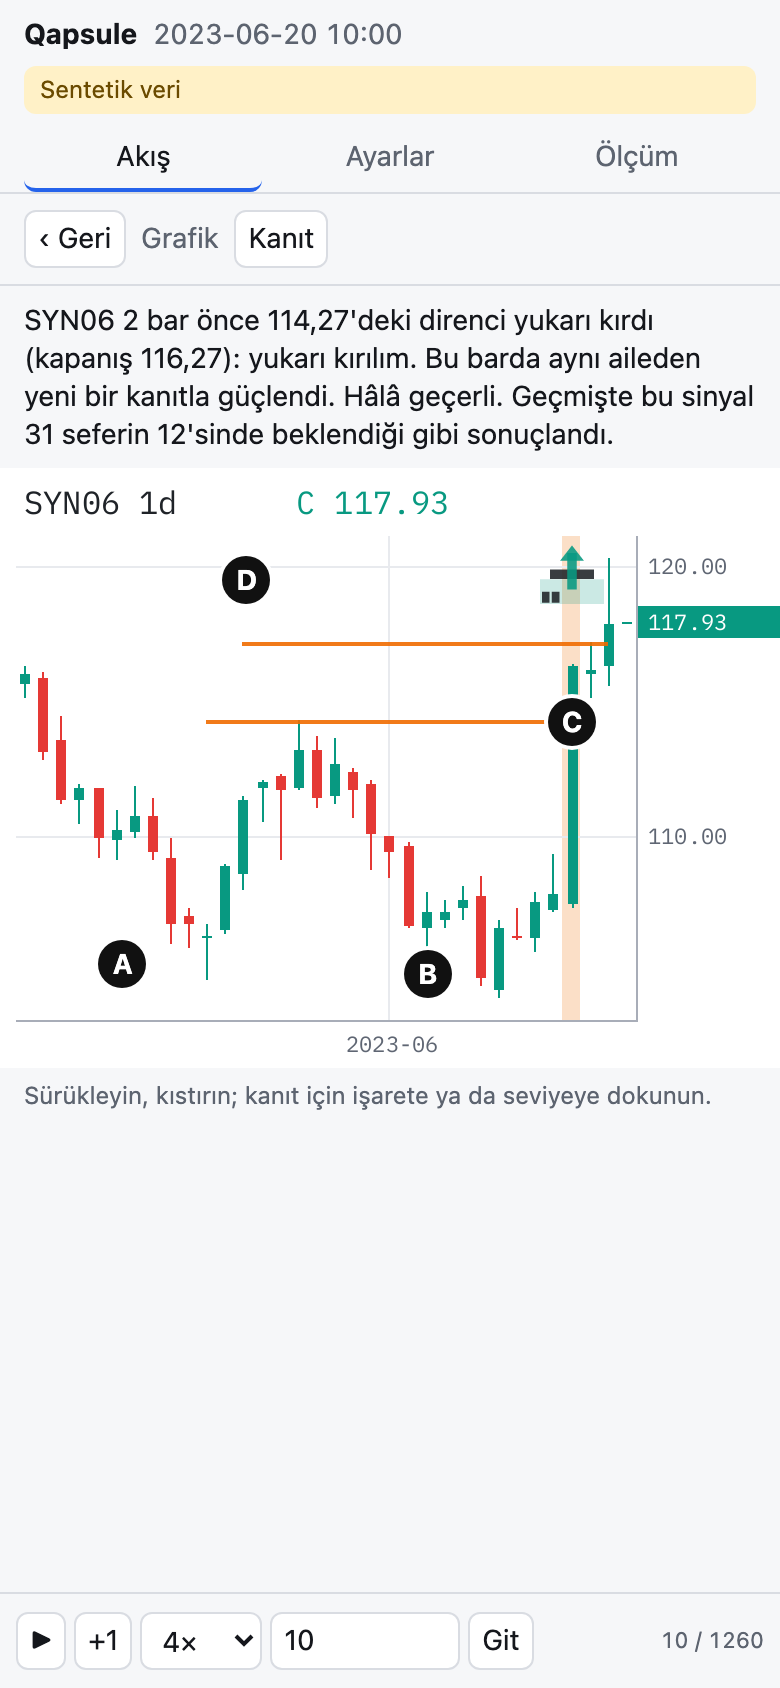 Qapsule 2023-06-20 10:00
Sentetik veri
Akış Ayarlar Ölçüm
‹ Geri Grafik Kanıt
SYN06 2 bar önce 114,27'deki direnci yukarı kırdı
(kapanış 116,27): yukarı kırılım. Bu barda aynı aileden
yeni bir kanıtla güçlendi. Hâlâ geçerli. Geçmişte bu sinyal
31 seferin 12'sinde beklendiği gibi sonuçlandı.
SYN06 1d C 117.93
D
120.00
117.93
C
110.00
A
B
2023-06
Sürükleyin, kıstırın; kanıt için işarete ya da seviyeye dokunun.
+1 4× 10 Git 10 / 1260